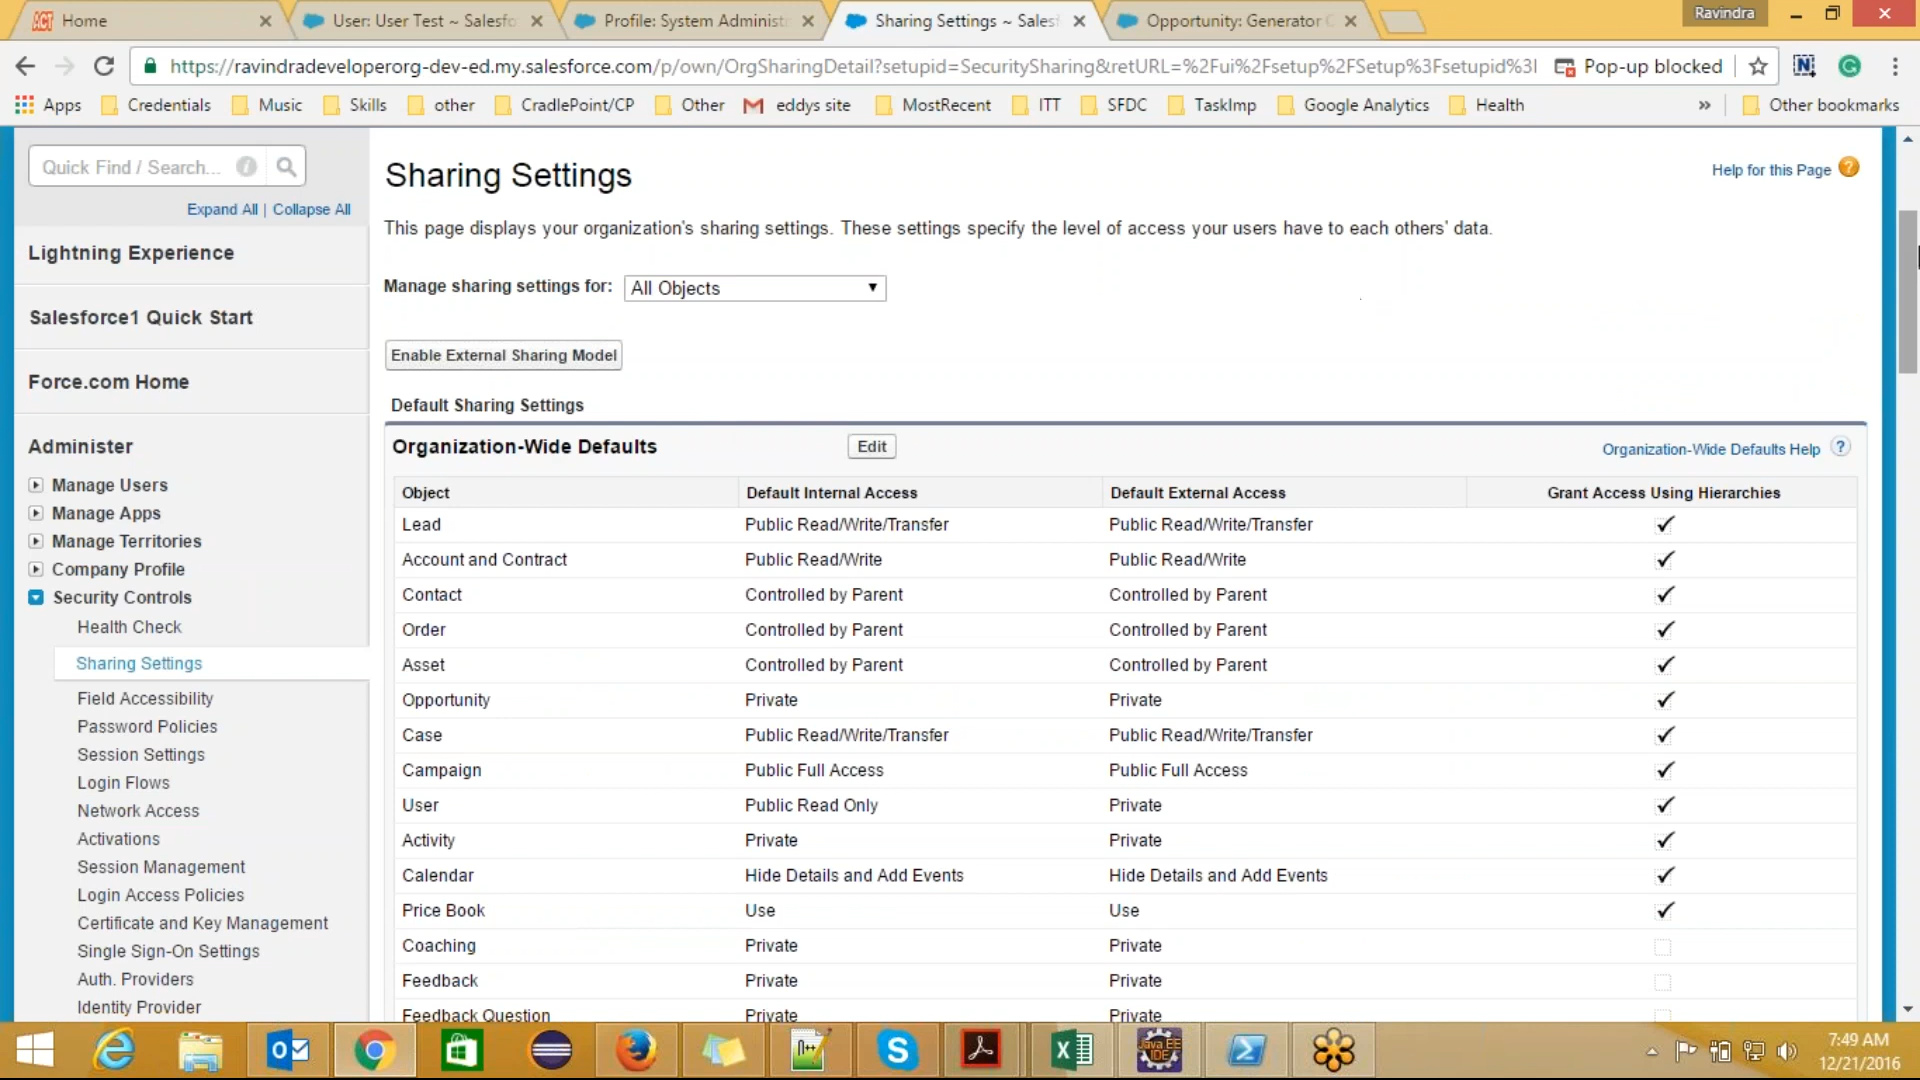 Home
User: User Test ~ Salesfo
Profile: System Administ
Sharing Settings ~ Sales
Opportunity: Generator
Ravindra
https://ravindradeveloperorg-dev-ed.my.salesforce.com/p/own/OrgSharingDetail?setupid=SecuritySharing&retURL=%2Fui%2Fsetup%2FSetup%3Fsetupid%3
Pop-up blocked
Apps
Credentials
Music
Skills
other
CradlePoint/CP
Other
eddys site
MostRecent
ITT
SFDC
TaskImp
Google Analytics
Health
»
Other bookmarks
Quick Find / Search...
Expand All | Collapse All
Lightning Experience
Salesforce1 Quick Start
Force.com Home
Administer
Manage Users
Manage Apps
Manage Territories
Company Profile
Security Controls
Health Check
Sharing Settings
Field Accessibility
Password Policies
Session Settings
Login Flows
Network Access
Activations
Session Management
Login Access Policies
Certificate and Key Management
Single Sign-On Settings
Auth. Providers
Identity Provider
Sharing Settings
Help for this Page ?
This page displays your organization's sharing settings. These settings specify the level of access your users have to each others' data.
Manage sharing settings for: All Objects
Enable External Sharing Model
Default Sharing Settings
Organization-Wide Defaults
Edit
Organization-Wide Defaults Help ?
Object Default Internal Access Default External Access Grant Access Using Hierarchies
Lead Public Read/Write/Transfer Public Read/Write/Transfer
Account and Contract Public Read/Write Public Read/Write
Contact Controlled by Parent Controlled by Parent
Order Controlled by Parent Controlled by Parent
Asset Controlled by Parent Controlled by Parent
Opportunity Private Private
Case Public Read/Write/Transfer Public Read/Write/Transfer
Campaign Public Full Access Public Full Access
User Public Read Only Private
Activity Private Private
Calendar Hide Details and Add Events Hide Details and Add Events
Price Book Use Use
Coaching Private Private
Feedback Private Private
Feedback Question Private Private
Java EE
IDE
7:49 AM
12/21/2016